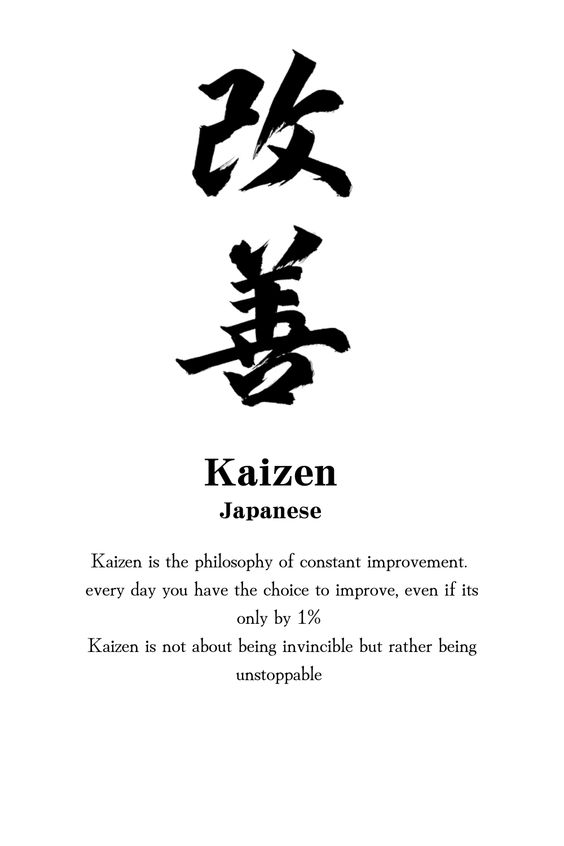 改
善
Kaizen
Japanese
Kaizen is the philosophy of constant improvement.
every day you have the choice to improve, even if its
only by 1%
Kaizen is not about being invincible but rather being
unstoppable